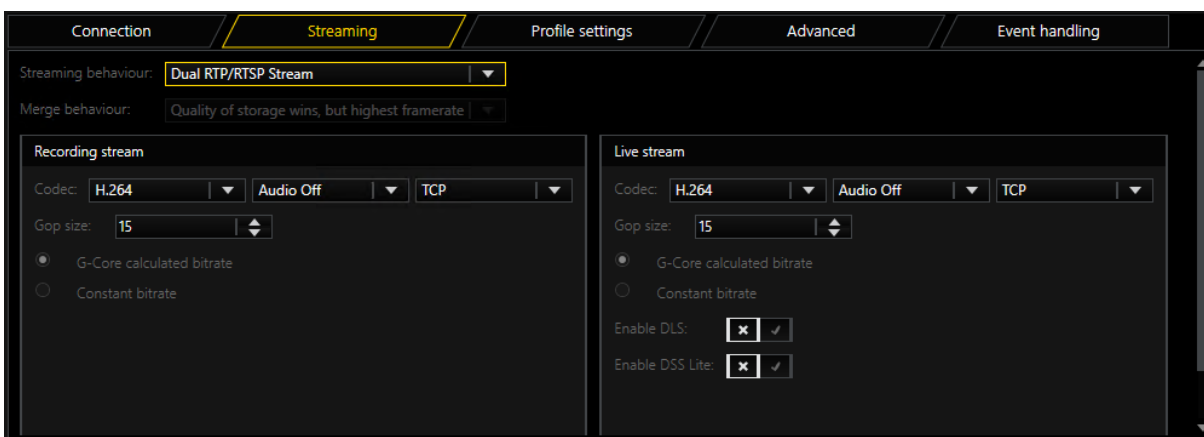 Connection Streaming Profile settings Advanced Event handling
Streaming behaviour: Dual RTP/RTSP Stream
Merge behaviour: Quality of storage wins, but highest framerate
Recording stream
Codec: H.264 Audio Off TCP
Gop size: 15
G-Core calculated bitrate
Constant bitrate
Live stream
Codec: H.264 Audio Off TCP
Gop size: 15
G-Core calculated bitrate
Constant bitrate
Enable DLS:
Enable DSS Lite: